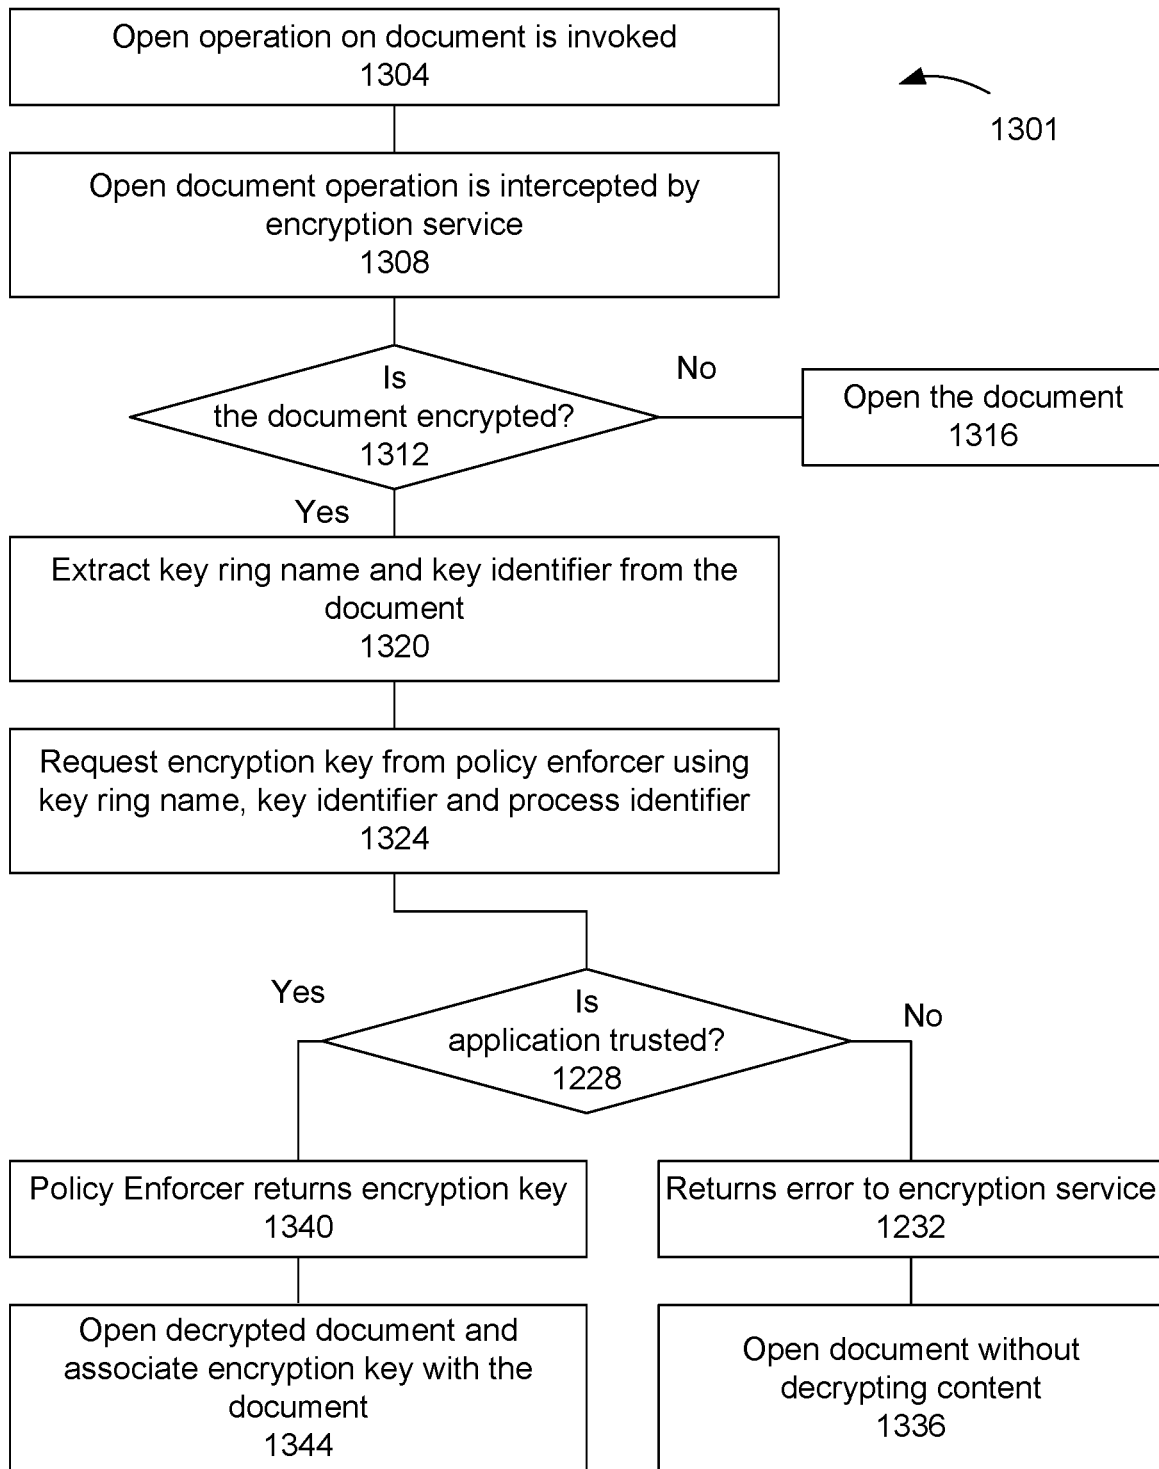 Open operation on document is invoked
1304
1301
Open document operation is intercepted by
encryption service
1308
Is
the document encrypted?
1312
No
Open the document
1316
Yes
Extract key ring name and key identifier from the
document
1320
Request encryption key from policy enforcer using
key ring name, key identifier and process identifier
1324
Is
application trusted?
1228
Yes
No
Policy Enforcer returns encryption key
1340
Returns error to encryption service
1232
Open decrypted document and
associate encryption key with the
document
1344
Open document without
decrypting content
1336